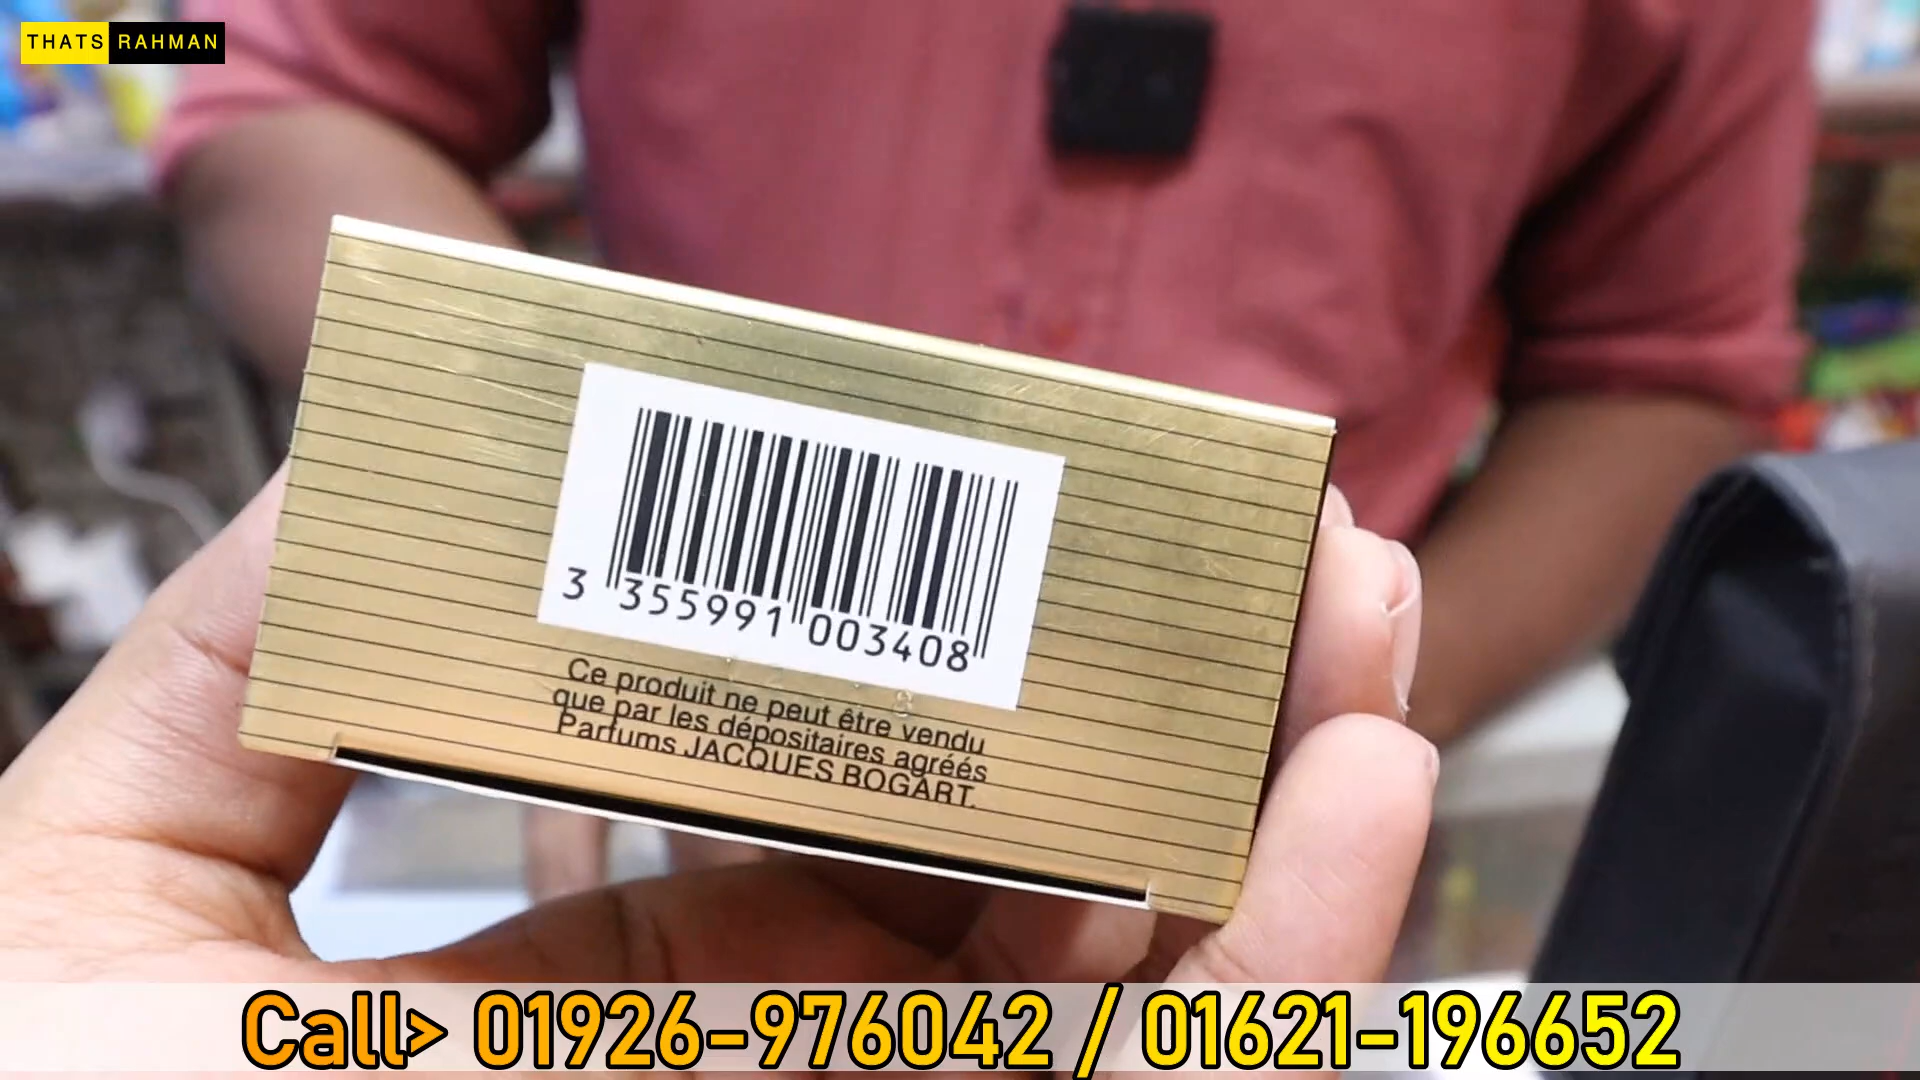 THATS RAHMAN
3 355991 003408
Ce produit ne peut être vendu
que par les dépositaires agréés
Parfums JACQUES BOGART.
Call> 01926-976042 / 01621-196652